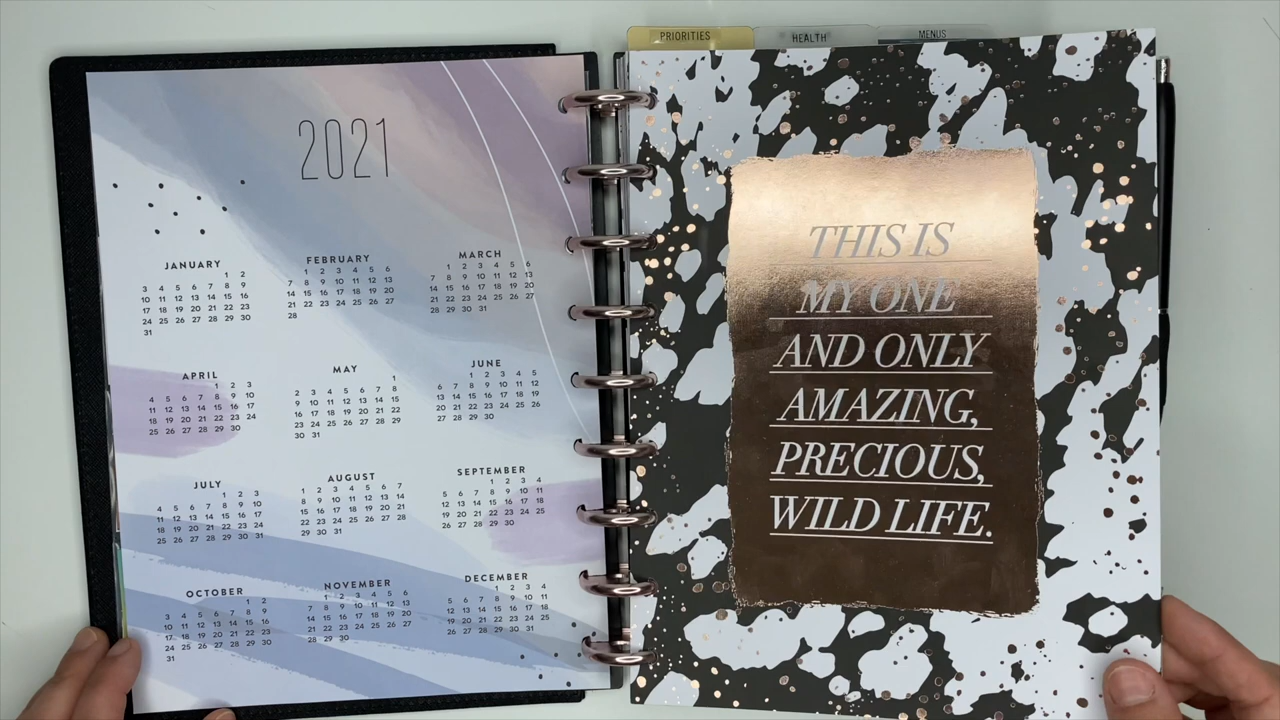 PRIORITIES
HEALTH
MENUS
2021
JANUARY
1 2
3 4 5 6 7 8 9
10 11 12 13 14 15 16
17 18 19 20 21 22 23
24 25 26 27 28 29 30
31
FEBRUARY
1 2 3 4 5 6
7 8 9 10 11 12 13
14 15 16 17 18 19 20
21 22 23 24 25 26 27
28
MARCH
1 2 3 4 5 6
7 8 9 10 11 12 13
14 15 16 17 18 19 20
21 22 23 24 25 26 27
28 29 30 31
APRIL
1 2 3
4 5 6 7 8 9 10
11 12 13 14 15 16 17
18 19 20 21 22 23 24
25 26 27 28 29 30
MAY
1
2 3 4 5 6 7 8
9 10 11 12 13 14 15
16 17 18 19 20 21 22
23 24 25 26 27 28 29
30 31
JUNE
1 2 3 4 5
6 7 8 9 10 11 12
13 14 15 16 17 18 19
20 21 22 23 24 25 26
27 28 29 30
JULY
1 2 3
4 5 6 7 8 9 10
11 12 13 14 15 16 17
18 19 20 21 22 23 24
25 26 27 28 29 30 31
AUGUST
1 2 3 4 5 6 7
8 9 10 11 12 13 14
15 16 17 18 19 20 21
22 23 24 25 26 27 28
29 30 31
SEPTEMBER
1 2 3 4
5 6 7 8 9 10 11
12 13 14 15 16 17 18
19 20 21 22 23 24 25
26 27 28 29 30
OCTOBER
1 2
3 4 5 6 7 8 9
10 11 12 13 14 15 16
17 18 19 20 21 22 23
24 25 26 27 28 29 30
31
NOVEMBER
1 2 3 4 5 6
7 8 9 10 11 12 13
14 15 16 17 18 19 20
21 22 23 24 25 26 27
28 29 30
DECEMBER
1 2 3 4
5 6 7 8 9 10 11
12 13 14 15 16 17 18
19 20 21 22 23 24 25
26 27 28 29 30 31
THIS IS
MY ONE
AND ONLY
AMAZING,
PRECIOUS,
WILD LIFE.